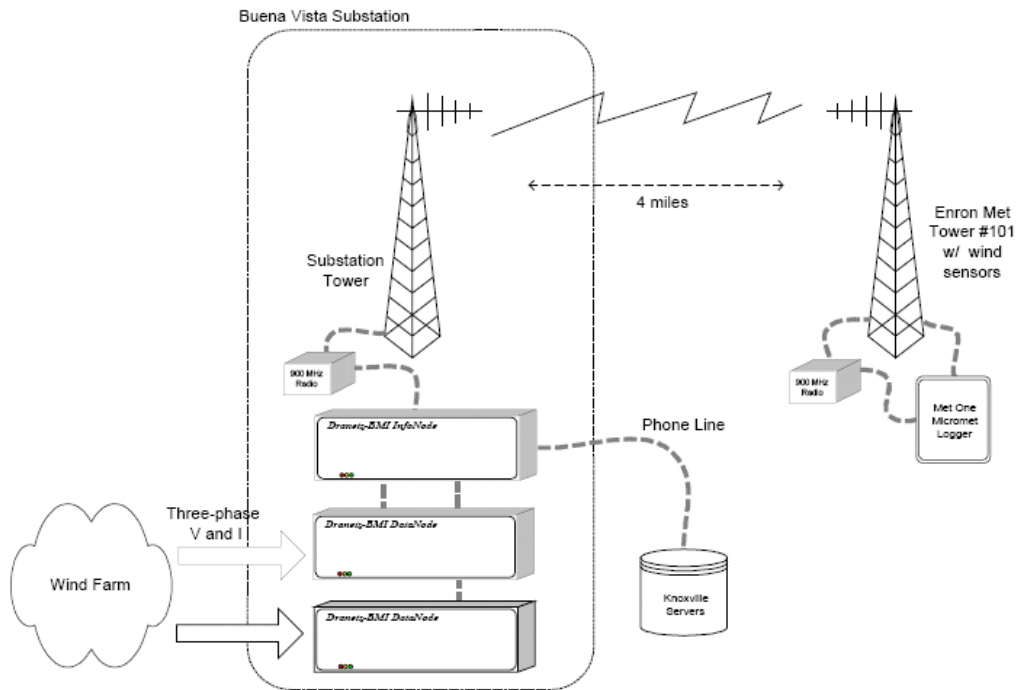 Buena Vista Substation
4 miles
Enron Met
Tower #101
w/ wind
sensors
Substation
Tower
900 MHz
Radio
900 MHz
Radio
Met One
Micromet
Logger
Dranetz-BMI InfoNode
Phone Line
Three-phase
V and I
Dranetz-BMI DataNode
Wind Farm
Knoxville
Servers
Dranetz-BMI DataNode